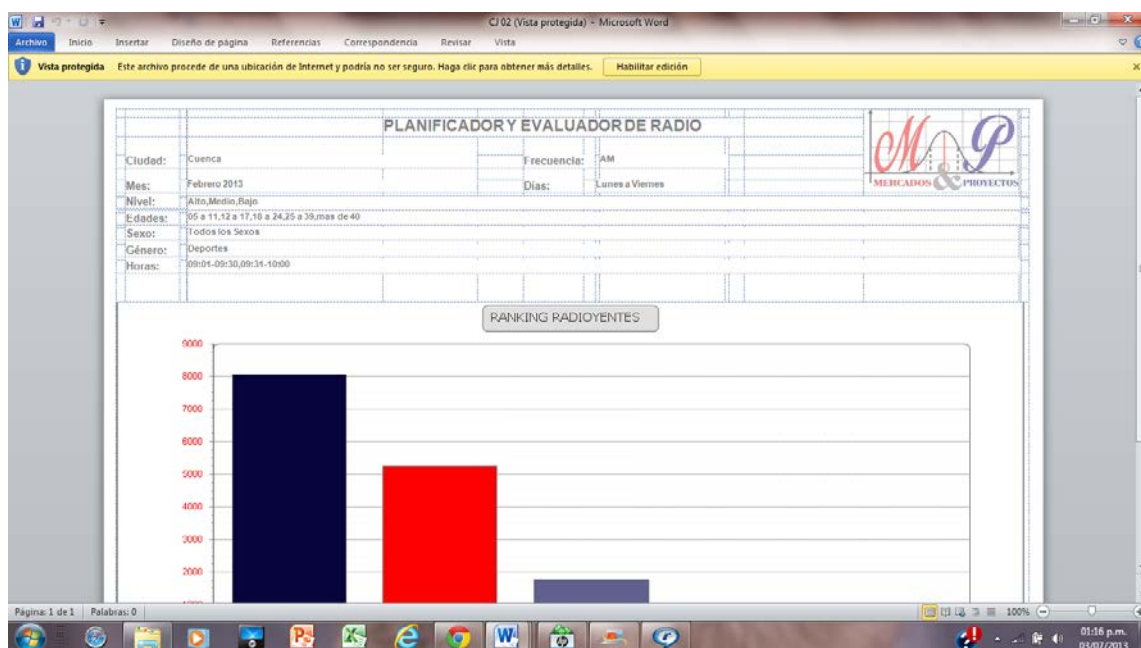 CJ 02 (Vista protegida) - Microsoft Word
Archivo Inicio Insertar Diseño de página Referencias Correspondencia Revisar Vista
Vista protegida Este archivo procede de una ubicación de Internet y podría no ser seguro. Haga clic para obtener más detalles. Habilitar edición
PLANIFICADOR Y EVALUADOR DE RADIO
M&P
MERCADOS & PROYECTOS
Ciudad: Cuenca Frecuencia: AM
Mes: Febrero 2013 Dias: Lunes a Viernes
Nivel: Alto,Medio,Bajo
Edades: 05 a 11,12 a 17,18 a 24,25 a 39,mas de 40
Sexo: Todos los Sexos
Género: Deportes
Horas: 09:01-09:30,09:31-10:00
RANKING RADIOYENTES
9000
8000
7000
6000
5000
4000
3000
2000
Página: 1 de 1 Palabras: 0 100%
01:16 p.m.
03/07/2013